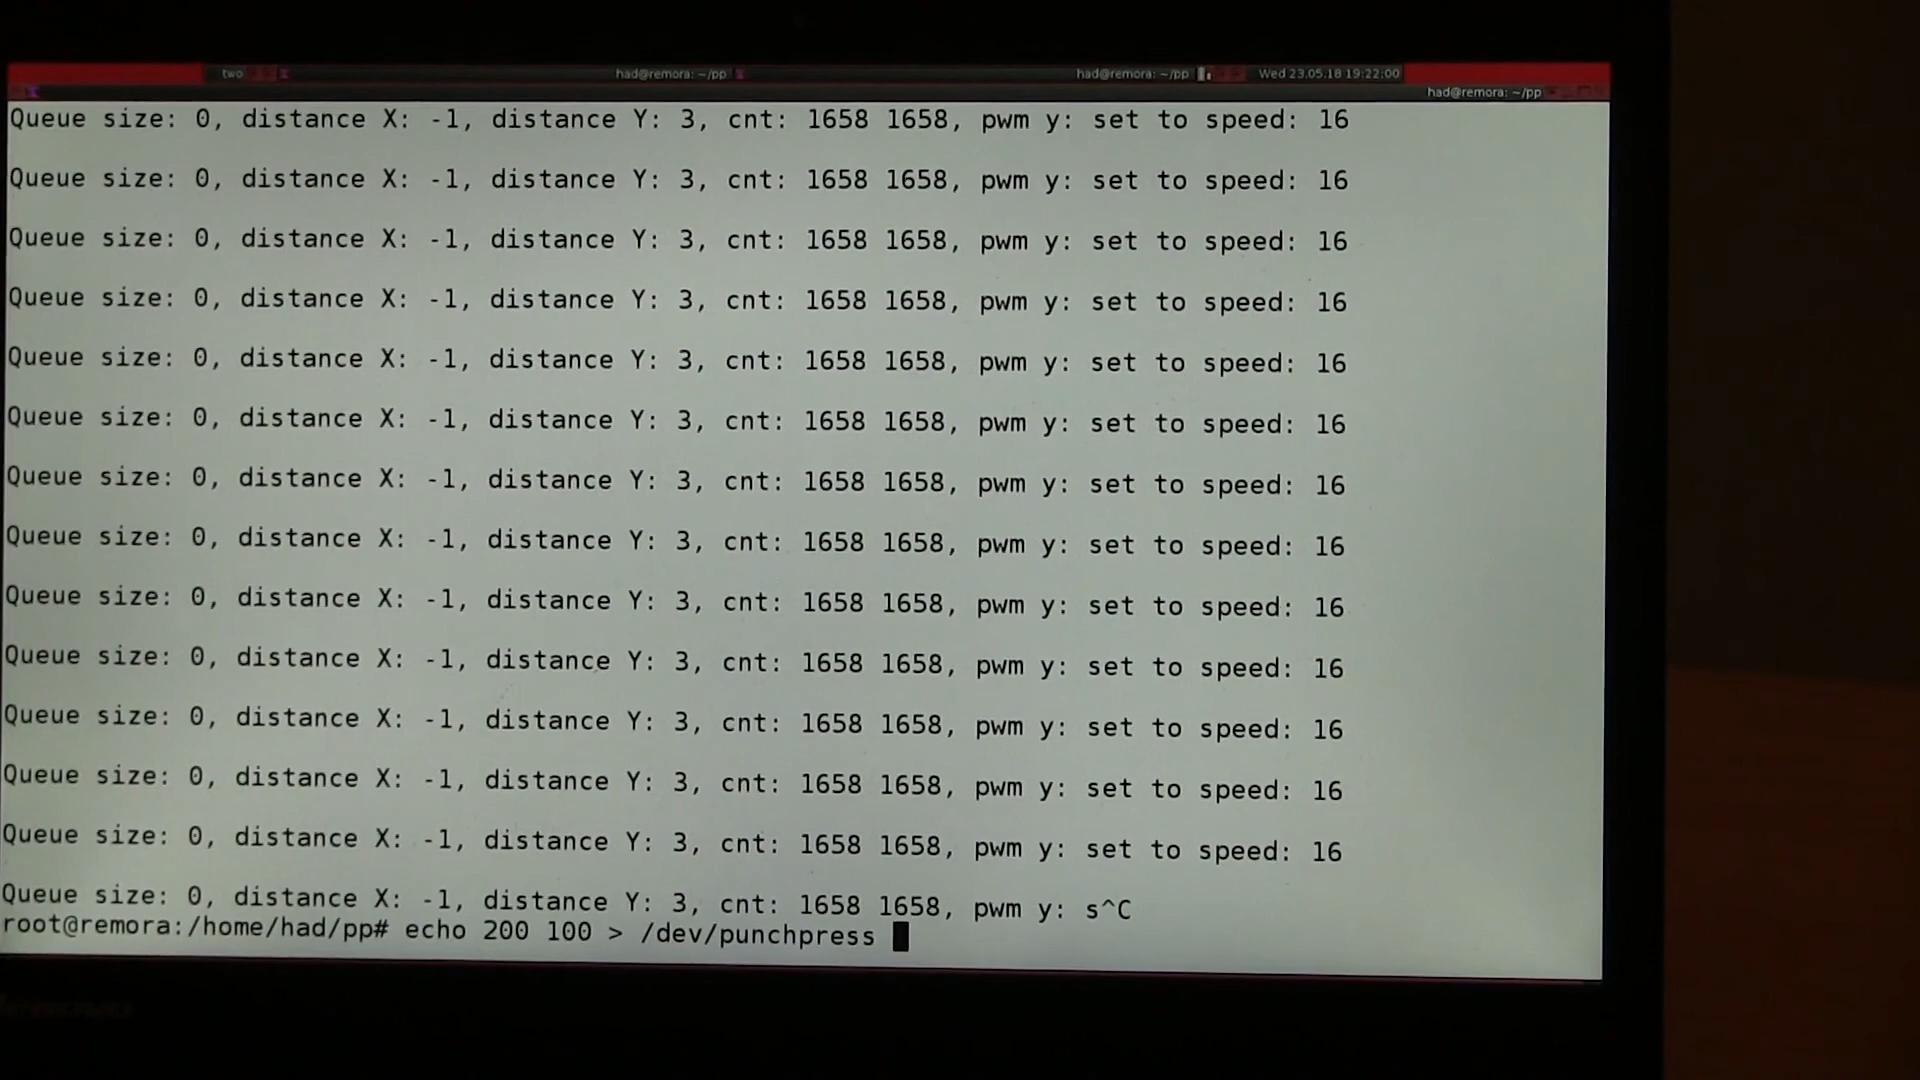 two had@remora: ~/pp had@remora: ~/pp Wed 23.05.18 19:22:00
had@remora: ~/pp
Queue size: 0, distance X: -1, distance Y: 3, cnt: 1658 1658, pwm y: set to speed: 16
Queue size: 0, distance X: -1, distance Y: 3, cnt: 1658 1658, pwm y: set to speed: 16
Queue size: 0, distance X: -1, distance Y: 3, cnt: 1658 1658, pwm y: set to speed: 16
Queue size: 0, distance X: -1, distance Y: 3, cnt: 1658 1658, pwm y: set to speed: 16
Queue size: 0, distance X: -1, distance Y: 3, cnt: 1658 1658, pwm y: set to speed: 16
Queue size: 0, distance X: -1, distance Y: 3, cnt: 1658 1658, pwm y: set to speed: 16
Queue size: 0, distance X: -1, distance Y: 3, cnt: 1658 1658, pwm y: set to speed: 16
Queue size: 0, distance X: -1, distance Y: 3, cnt: 1658 1658, pwm y: set to speed: 16
Queue size: 0, distance X: -1, distance Y: 3, cnt: 1658 1658, pwm y: set to speed: 16
Queue size: 0, distance X: -1, distance Y: 3, cnt: 1658 1658, pwm y: set to speed: 16
Queue size: 0, distance X: -1, distance Y: 3, cnt: 1658 1658, pwm y: set to speed: 16
Queue size: 0, distance X: -1, distance Y: 3, cnt: 1658 1658, pwm y: set to speed: 16
Queue size: 0, distance X: -1, distance Y: 3, cnt: 1658 1658, pwm y: set to speed: 16
Queue size: 0, distance X: -1, distance Y: 3, cnt: 1658 1658, pwm y: s^C
root@remora:/home/had/pp# echo 200 100 > /dev/punchpress